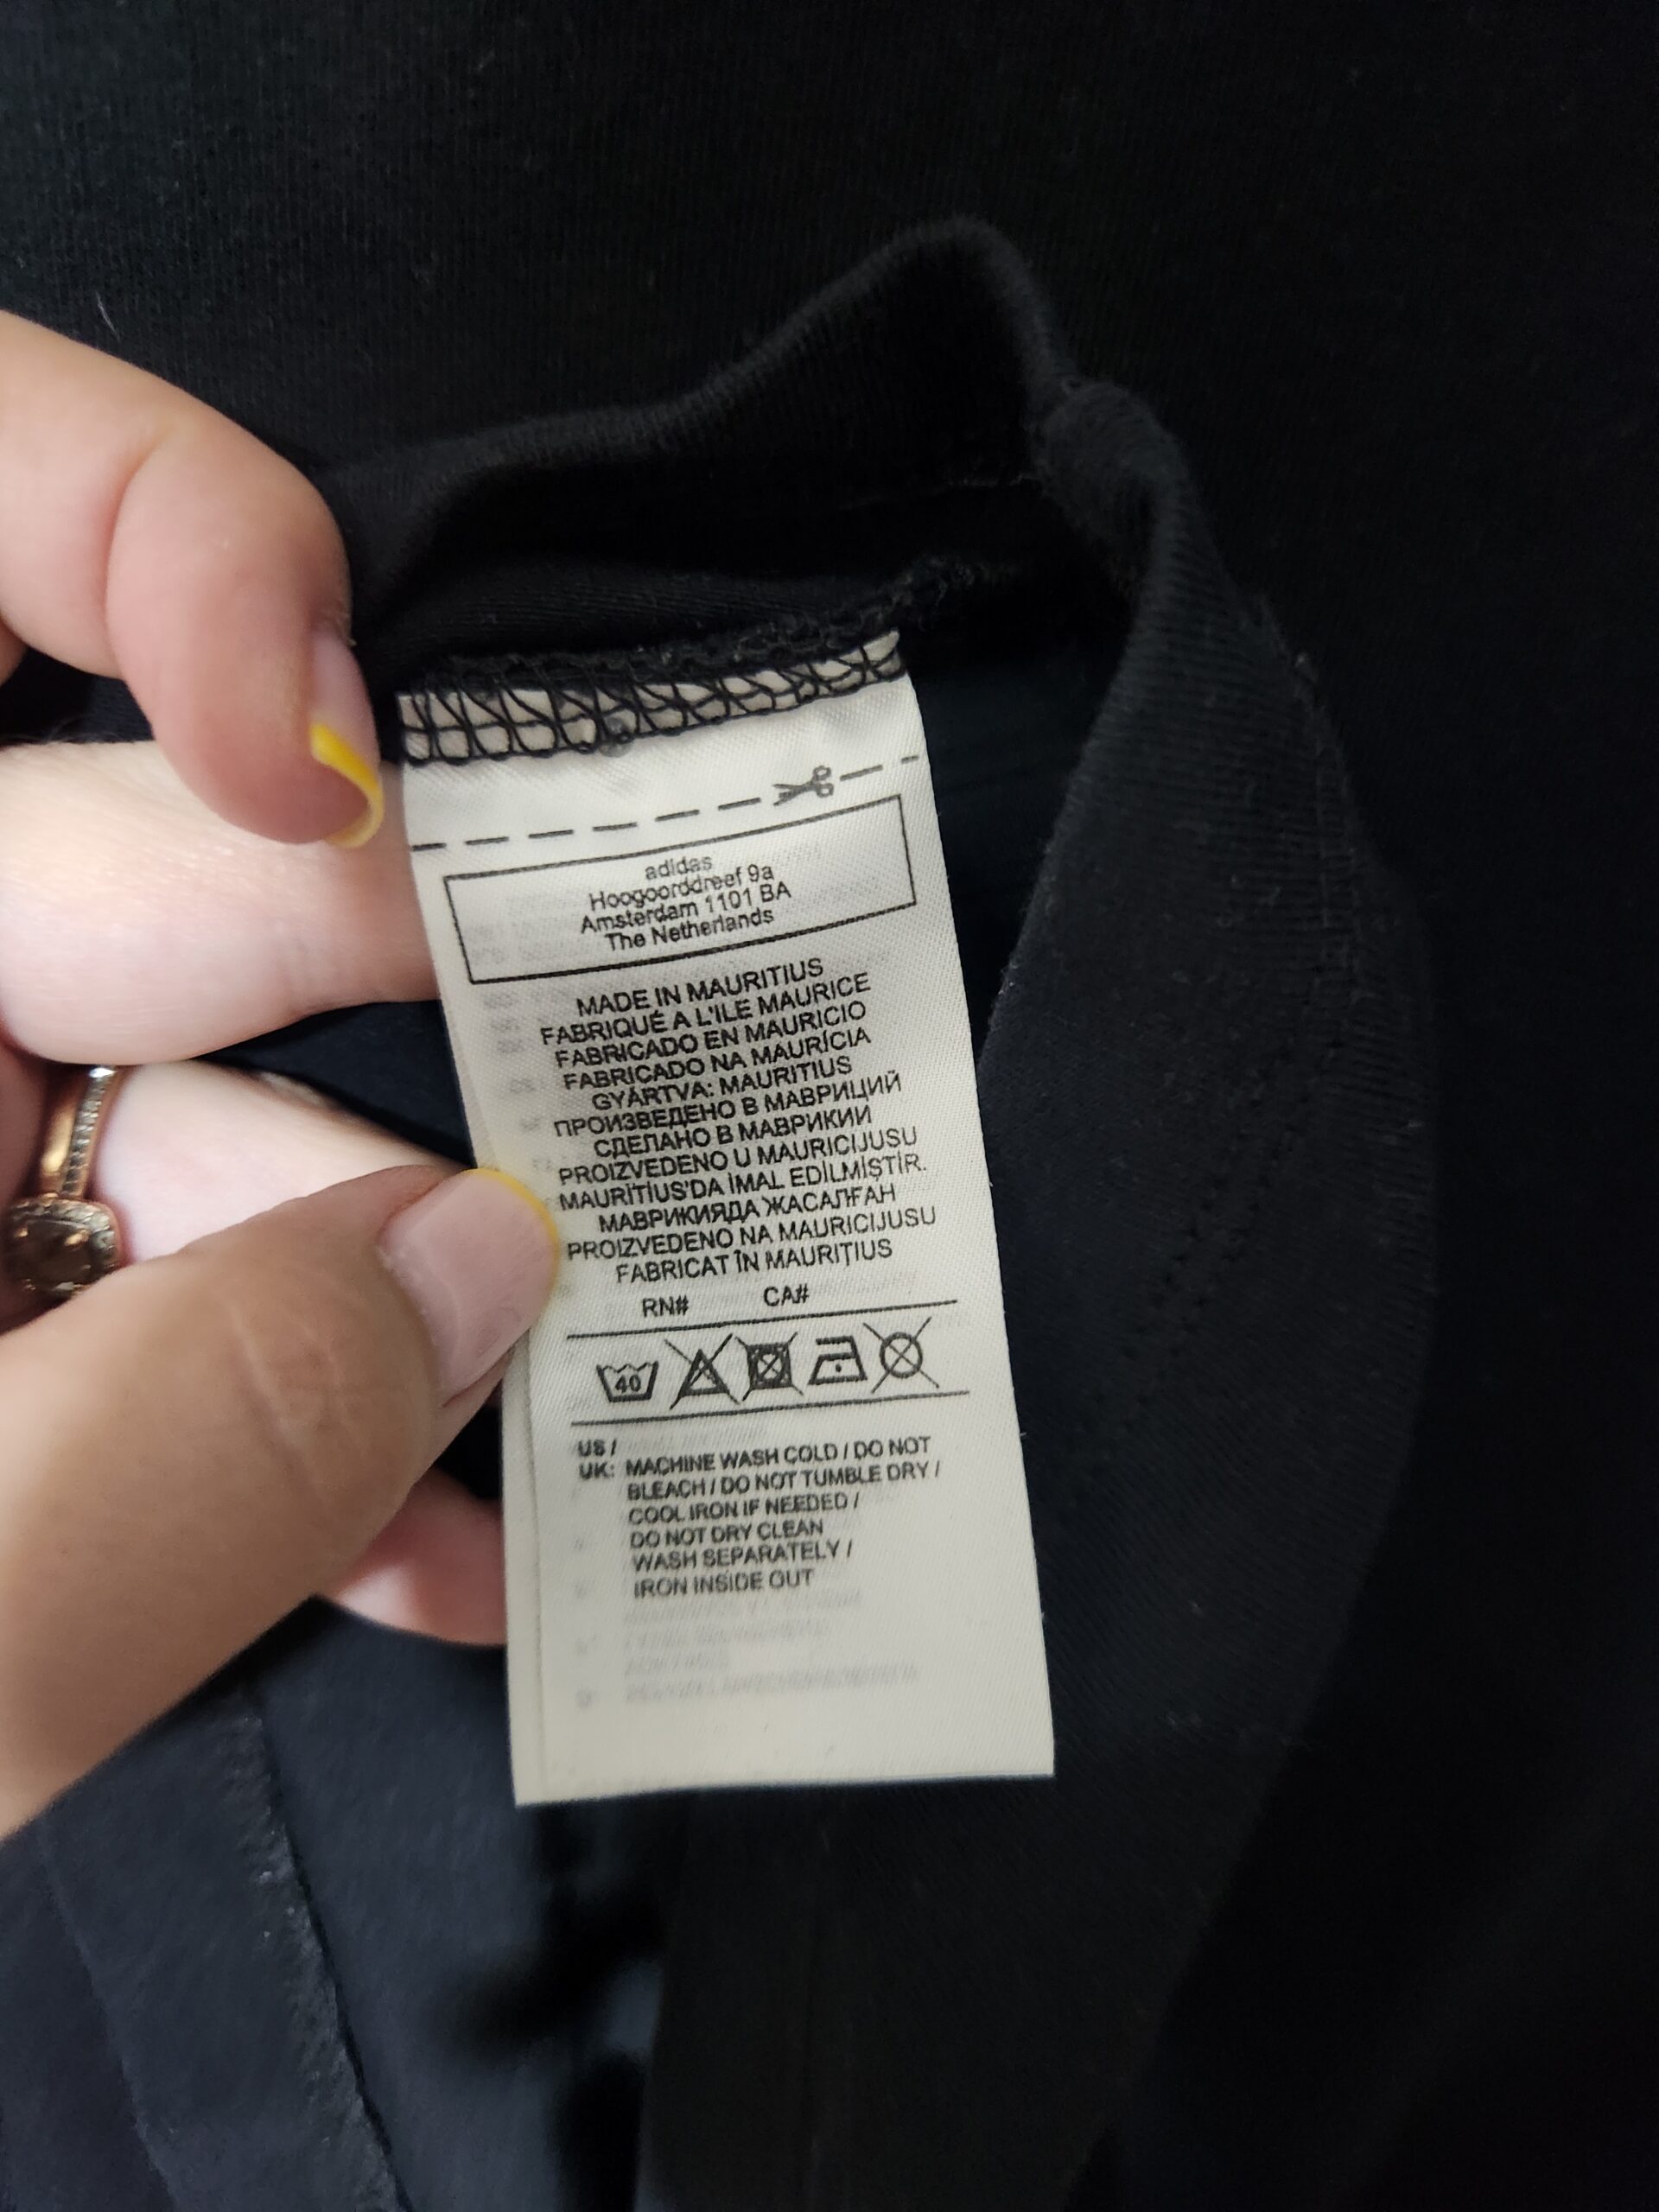 adidas
Hoogoorddreef 9a
Amsterdam 1101 BA
The Netherlands
MADE IN MAURITIUS
FABRIQUÉ A L'ILE MAURICE
FABRICADO EN MAURICIO
FABRICADO NA MAURÍCIA
GYÁRTVA: MAURITIUS
ПРОИЗВЕДЕНО В МАВРИЦИЙ
СДЕЛАНО В МАВРИКИИ
PROIZVEDENO U MAURICIJUSU
MAURİTİUS'DA İMAL EDİLMİŞTİR.
МАВРИКИЯДА ЖАСАЛҒАН
PROIZVEDENO NA MAURICIJUSU
FABRICAT ÎN MAURIȚIUS
RN# CA#
40
US /
UK: MACHINE WASH COLD / DO NOT
BLEACH / DO NOT TUMBLE DRY /
COOL IRON IF NEEDED /
DO NOT DRY CLEAN
WASH SEPARATELY /
IRON INSIDE OUT